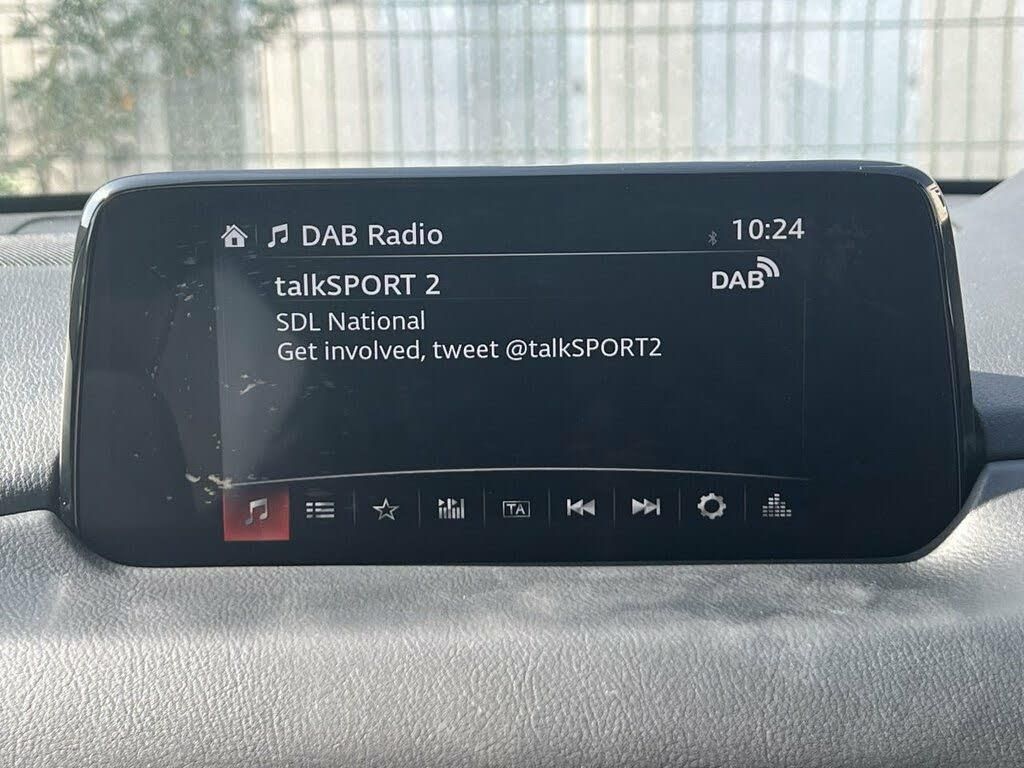 DAB Radio
10:24
talkSPORT 2
DAB
SDL National
Get involved, tweet @talkSPORT2
TA